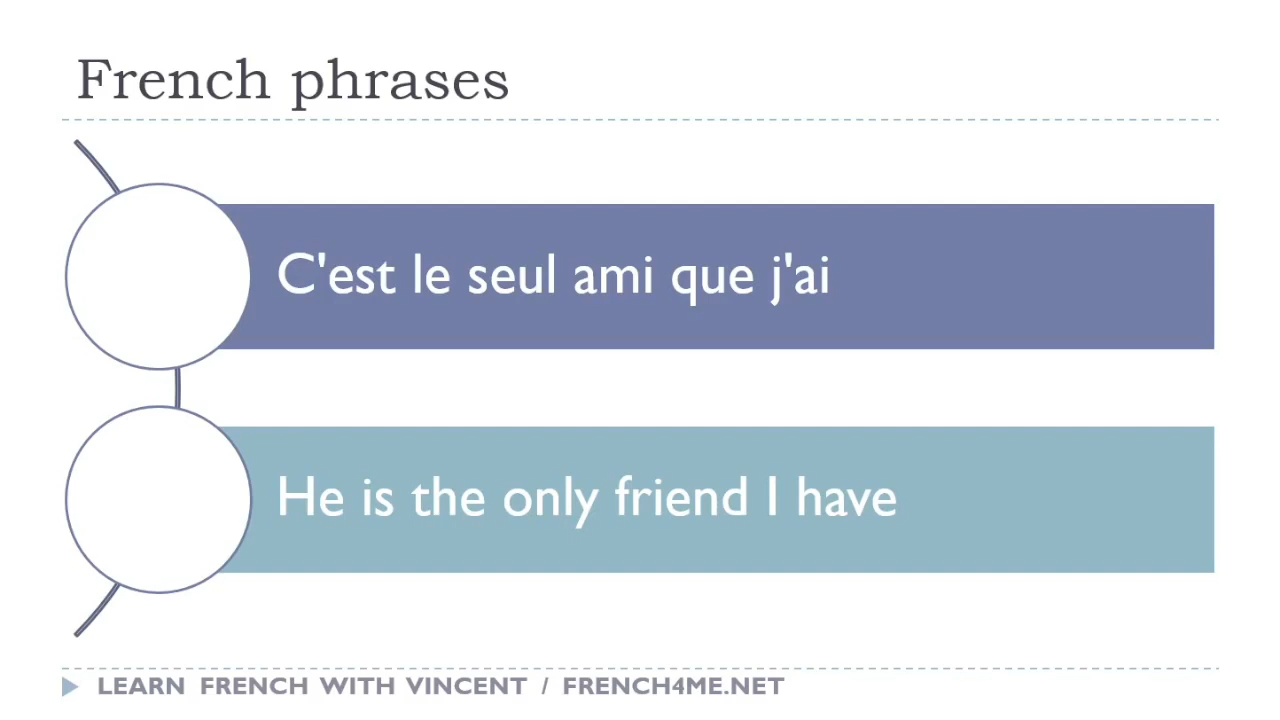 French phrases
C'est le seul ami que j'ai
He is the only friend I have
LEARN FRENCH WITH VINCENT / FRENCH4ME.NET